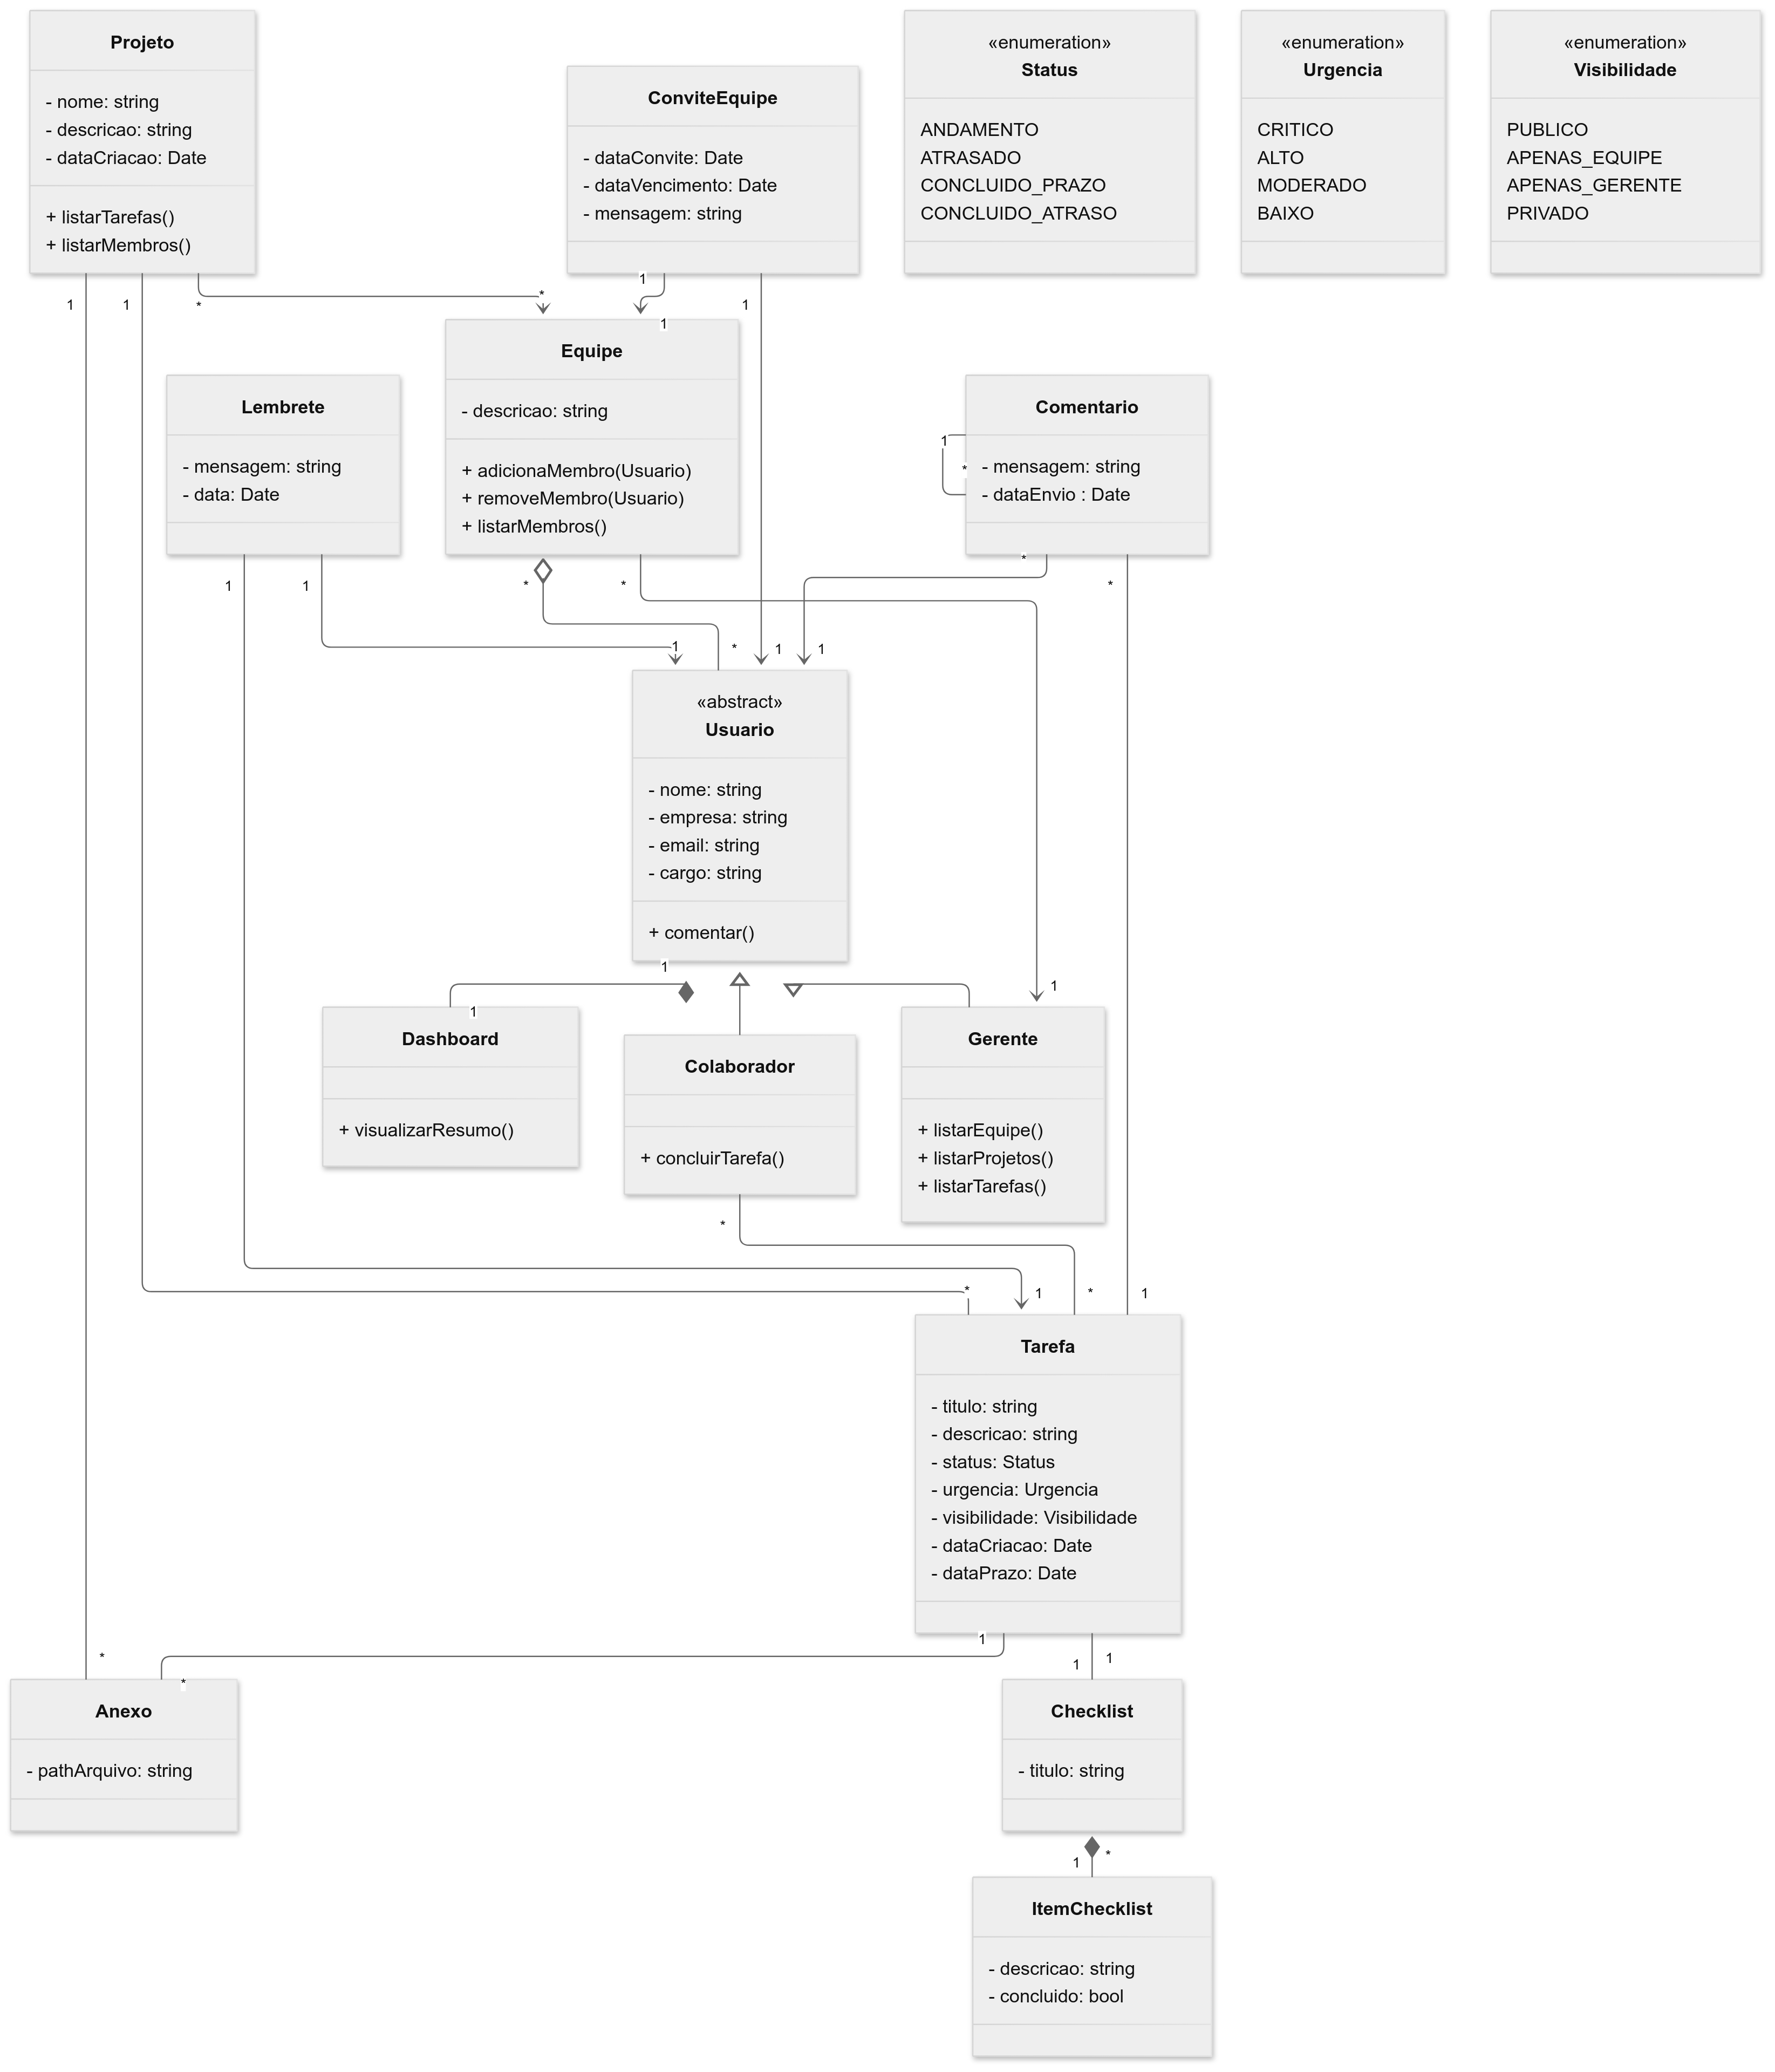 Projeto
- nome: string
- descricao: string
- dataCriacao: Date
+ listarTarefas()
+ listarMembros()
ConviteEquipe
- dataConvite: Date
- dataVencimento: Date
- mensagem: string
«enumeration»
Status
ANDAMENTO
ATRASADO
CONCLUIDO_PRAZO
CONCLUIDO_ATRASO
«enumeration»
Urgencia
CRITICO
ALTO
MODERADO
BAIXO
«enumeration»
Visibilidade
PUBLICO
APENAS_EQUIPE
APENAS_GERENTE
PRIVADO
1
1
*
*
1
1
1
Equipe
- descricao: string
+ adicionaMembro(Usuario)
+ removeMembro(Usuario)
+ listarMembros()
Lembrete
- mensagem: string
- data: Date
Comentario
- mensagem: string
- dataEnvio : Date
1
*
1
1
*
*
*
*
1
*
1
1
«abstract»
Usuario
- nome: string
- empresa: string
- email: string
- cargo: string
+ comentar()
1
1
1
Dashboard
+ visualizarResumo()
Colaborador
+ concluirTarefa()
Gerente
+ listarEquipe()
+ listarProjetos()
+ listarTarefas()
*
*
1
*
1
Tarefa
- titulo: string
- descricao: string
- status: Status
- urgencia: Urgencia
- visibilidade: Visibilidade
- dataCriacao: Date
- dataPrazo: Date
1
1
1
*
*
Anexo
- pathArquivo: string
Checklist
- titulo: string
1
*
ItemChecklist
- descricao: string
- concluido: bool